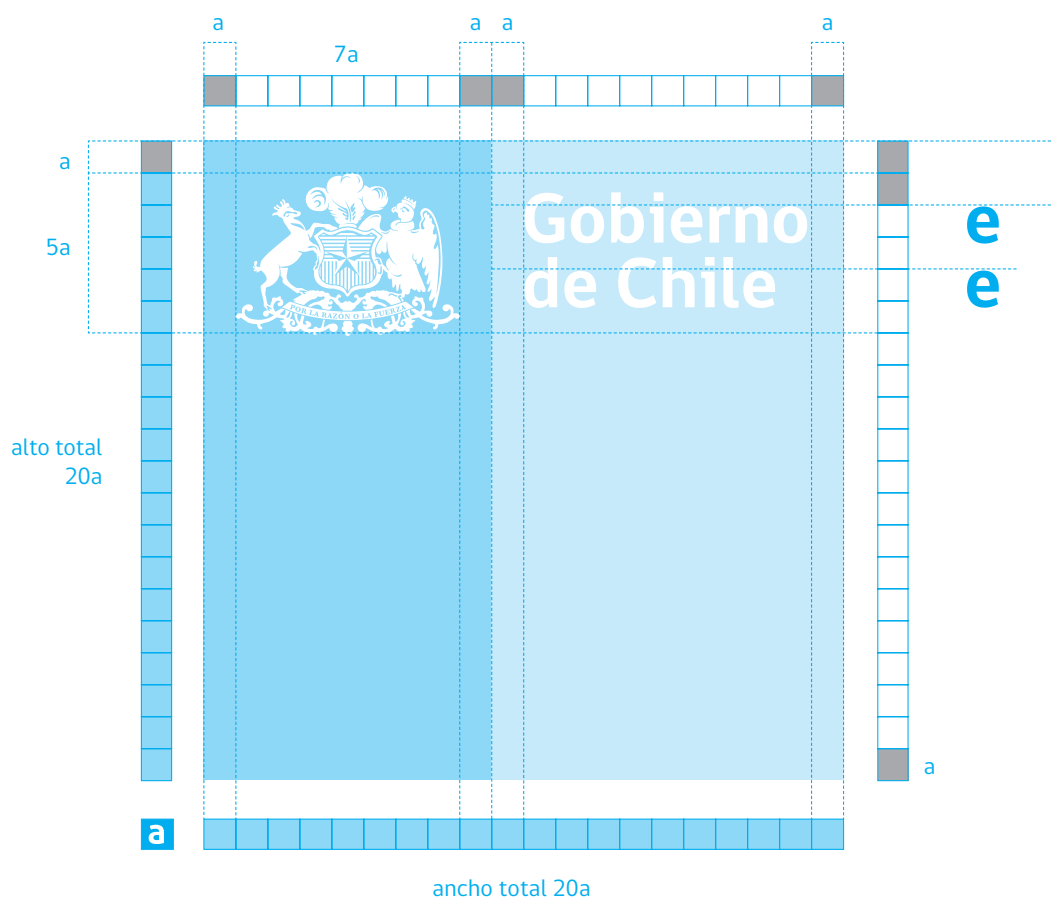 a
a
a
a
7a
a
5a
Gobierno
de Chile
e
e
POR LA RAZÓN O LA FUERZA
alto total
20a
a
a
ancho total 20a